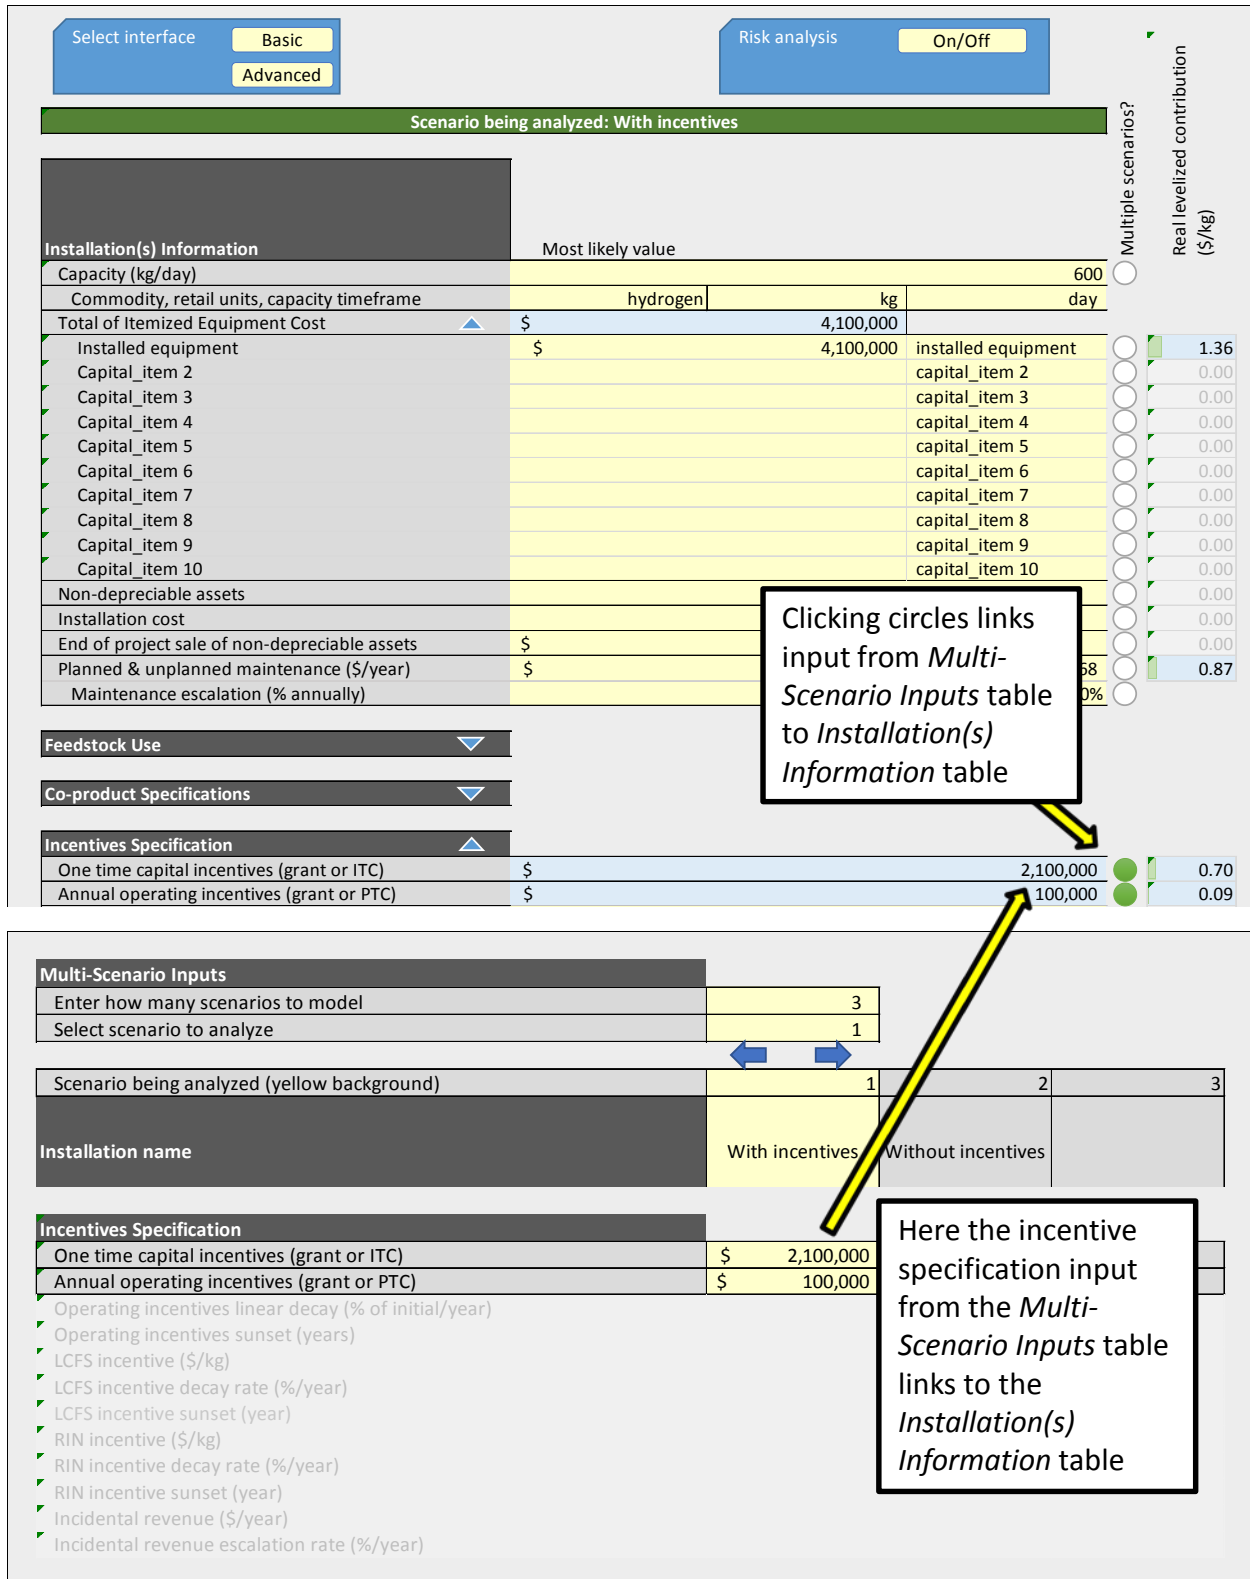 Select interface
Basic
Advanced
Risk analysis
On/Off
Scenario being analyzed: With incentives
Multiple scenarios?
Real levelized contribution
($/kg)
Installation(s) Information Most likely value
Capacity (kg/day) 600
Commodity, retail units, capacity timeframe hydrogen kg day
Total of Itemized Equipment Cost $ 4,100,000
Installed equipment $ 4,100,000 installed equipment 1.36
Capital_item 2 capital_item 2 0.00
Capital_item 3 capital_item 3 0.00
Capital_item 4 capital_item 4 0.00
Capital_item 5 capital_item 5 0.00
Capital_item 6 capital_item 6 0.00
Capital_item 7 capital_item 7 0.00
Capital_item 8 capital_item 8 0.00
Capital_item 9 capital_item 9 0.00
Capital_item 10 capital_item 10 0.00
Non-depreciable assets 0.00
Installation cost 0.00
End of project sale of non-depreciable assets $ 0.00
Planned & unplanned maintenance ($/year) $ 68 0.87
Maintenance escalation (% annually) 0%
Clicking circles links
input from Multi-
Scenario Inputs table
to Installation(s)
Information table
Feedstock Use
Co-product Specifications
Incentives Specification
One time capital incentives (grant or ITC) $ 2,100,000 0.70
Annual operating incentives (grant or PTC) $ 100,000 0.09
Multi-Scenario Inputs
Enter how many scenarios to model 3
Select scenario to analyze 1
Scenario being analyzed (yellow background) 1 2 3
Installation name With incentives Without incentives
Incentives Specification
One time capital incentives (grant or ITC) $ 2,100,000
Annual operating incentives (grant or PTC) $ 100,000
Operating incentives linear decay (% of initial/year)
Operating incentives sunset (years)
LCFS incentive ($/kg)
LCFS incentive decay rate (%/year)
LCFS incentive sunset (year)
RIN incentive ($/kg)
RIN incentive decay rate (%/year)
RIN incentive sunset (year)
Incidental revenue ($/year)
Incidental revenue escalation rate (%/year)
Here the incentive
specification input
from the Multi-
Scenario Inputs table
links to the
Installation(s)
Information table